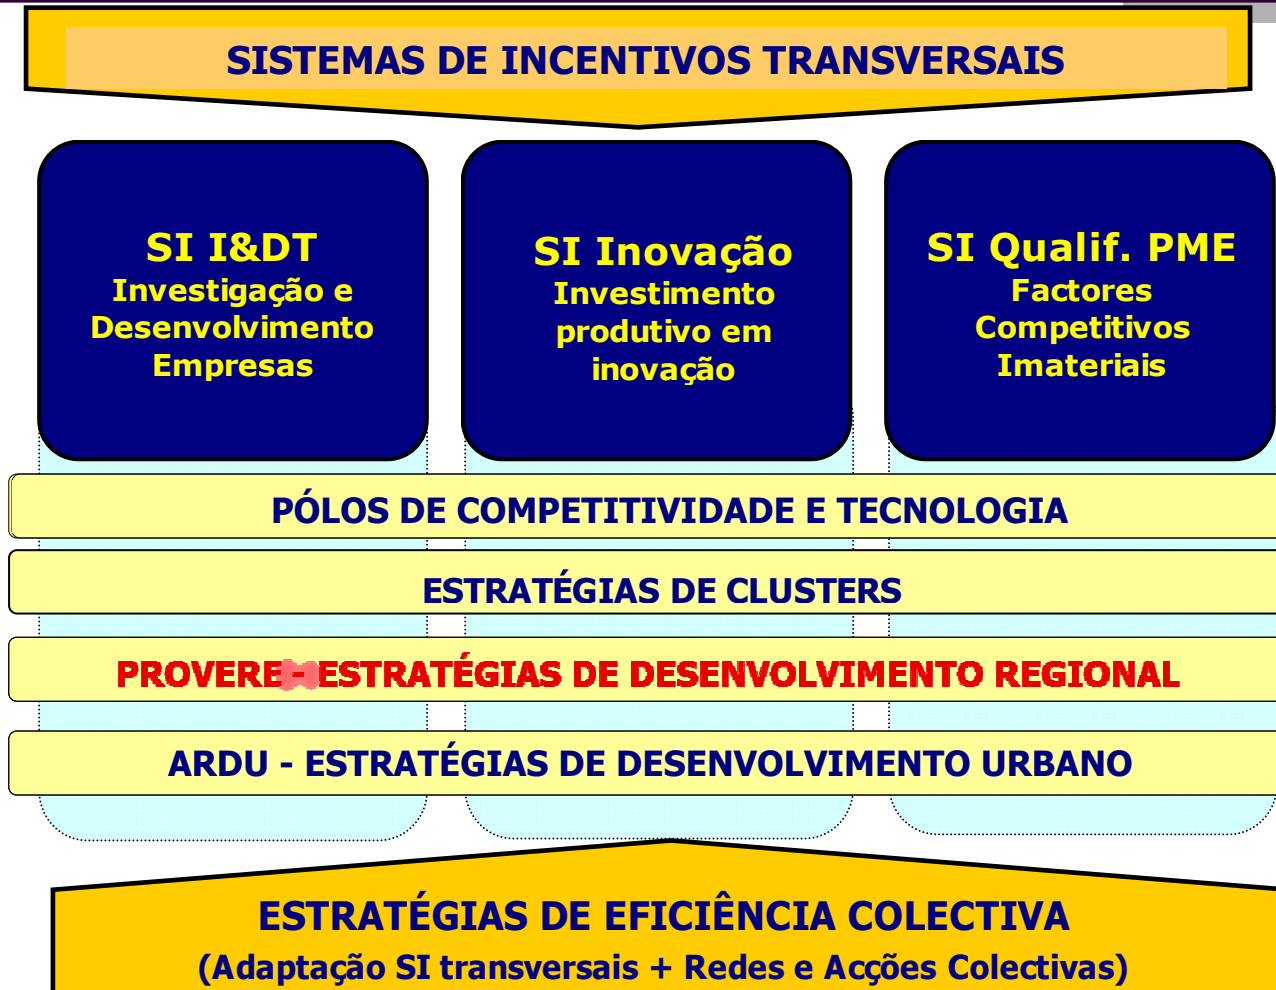 SISTEMAS DE INCENTIVOS TRANSVERSAIS
SI I&DT
Investigação e
Desenvolvimento
Empresas
SI Inovação
Investimento
produtivo em
inovação
SI Qualif. PME
Factores
Competitivos
Imateriais
PÓLOS DE COMPETITIVIDADE E TECNOLOGIA
ESTRATÉGIAS DE CLUSTERS
PROVERE - ESTRATÉGIAS DE DESENVOLVIMENTO REGIONAL
ARDU - ESTRATÉGIAS DE DESENVOLVIMENTO URBANO
ESTRATÉGIAS DE EFICIÊNCIA COLECTIVA
(Adaptação SI transversais + Redes e Acções Colectivas)